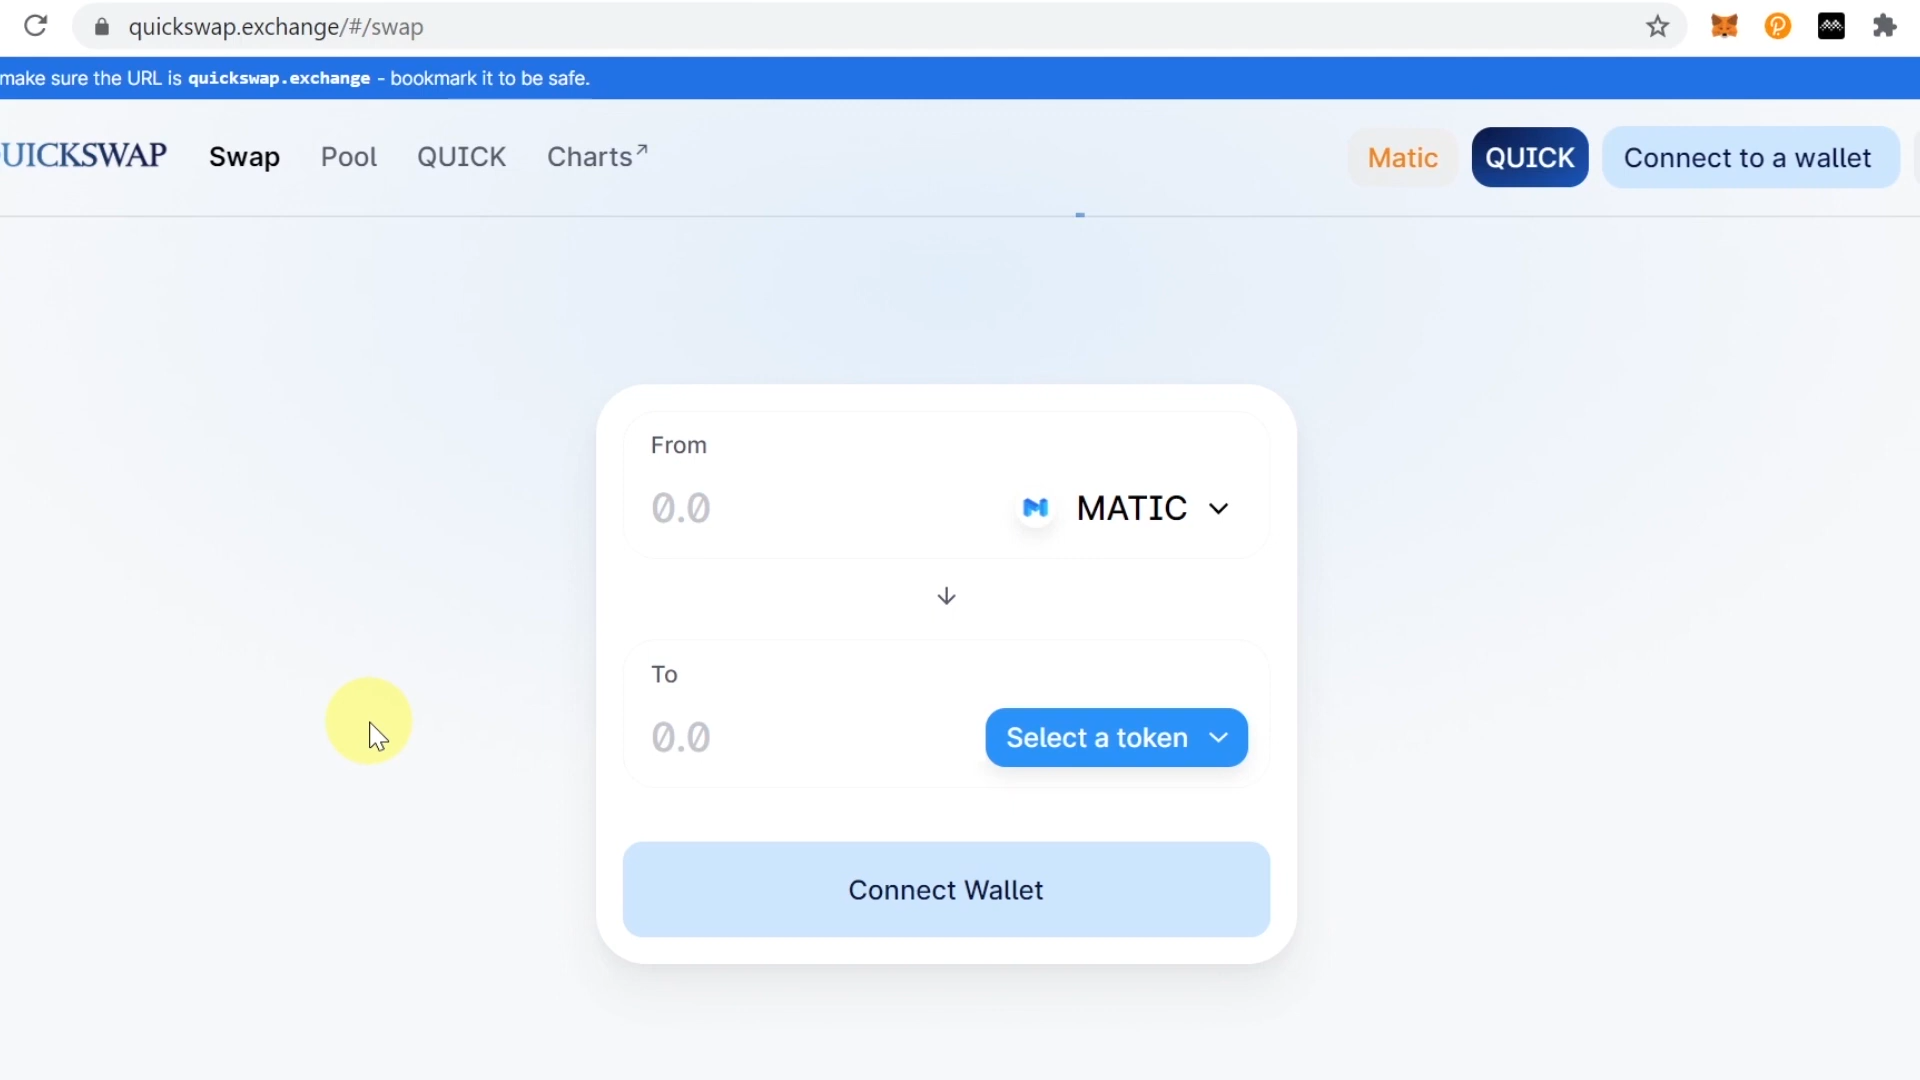 quickswap.exchange/#/swap
make sure the URL is quickswap.exchange - bookmark it to be safe.
UICKSWAP Swap Pool QUICK Charts↗ Matic QUICK Connect to a wallet
From
0.0 MATIC
To
0.0 Select a token
Connect Wallet